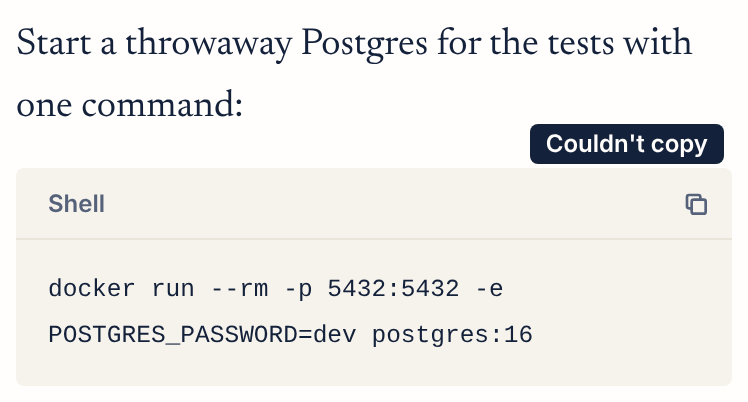 Start a throwaway Postgres for the tests with
one command:
Couldn't copy
Shell
docker run --rm -p 5432:5432 -e
POSTGRES_PASSWORD=dev postgres:16